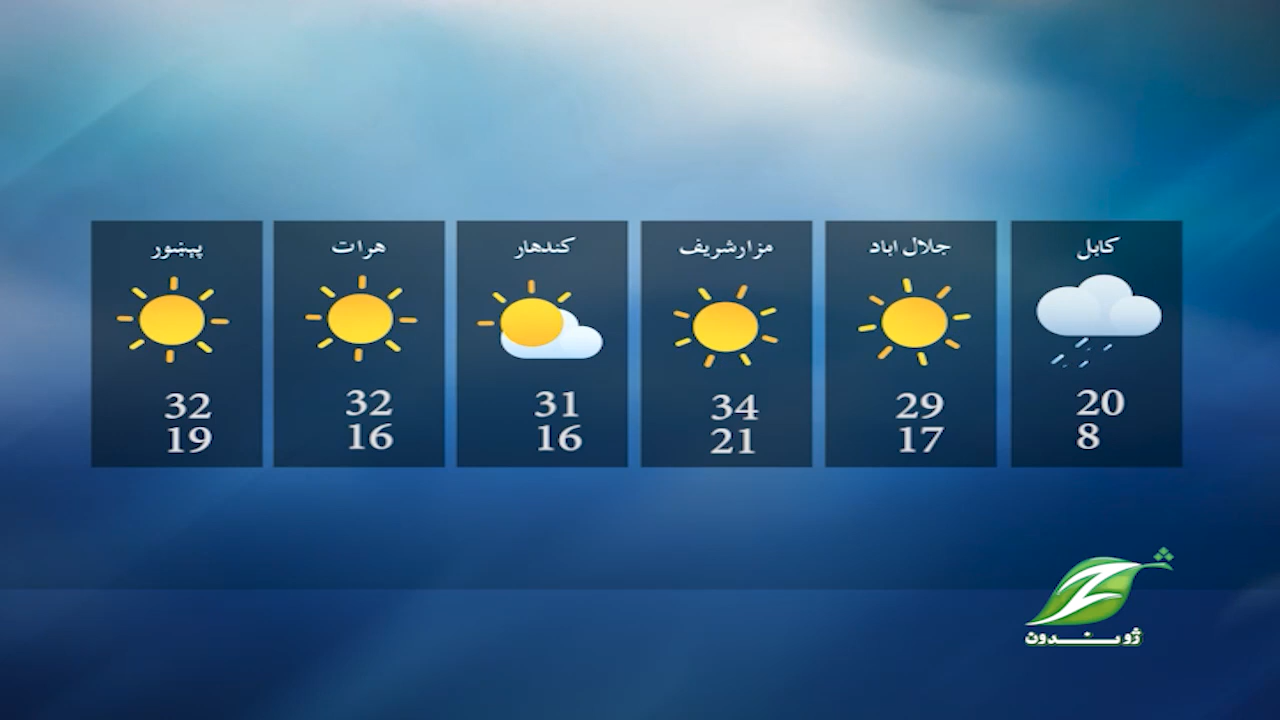 کابل
20
8
جلال اباد
29
17
مزارشریف
34
21
کندهار
31
16
هرات
32
16
پېښور
32
19
ژوندون